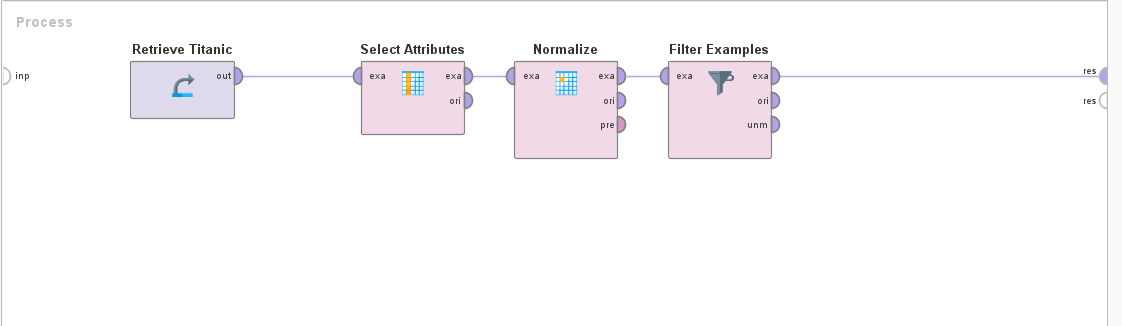 Process
Retrieve Titanic
Select Attributes
Normalize
Filter Examples
inp
out
exa
exa
exa
exa
exa
exa
res
ori
ori
ori
res
pre
unm